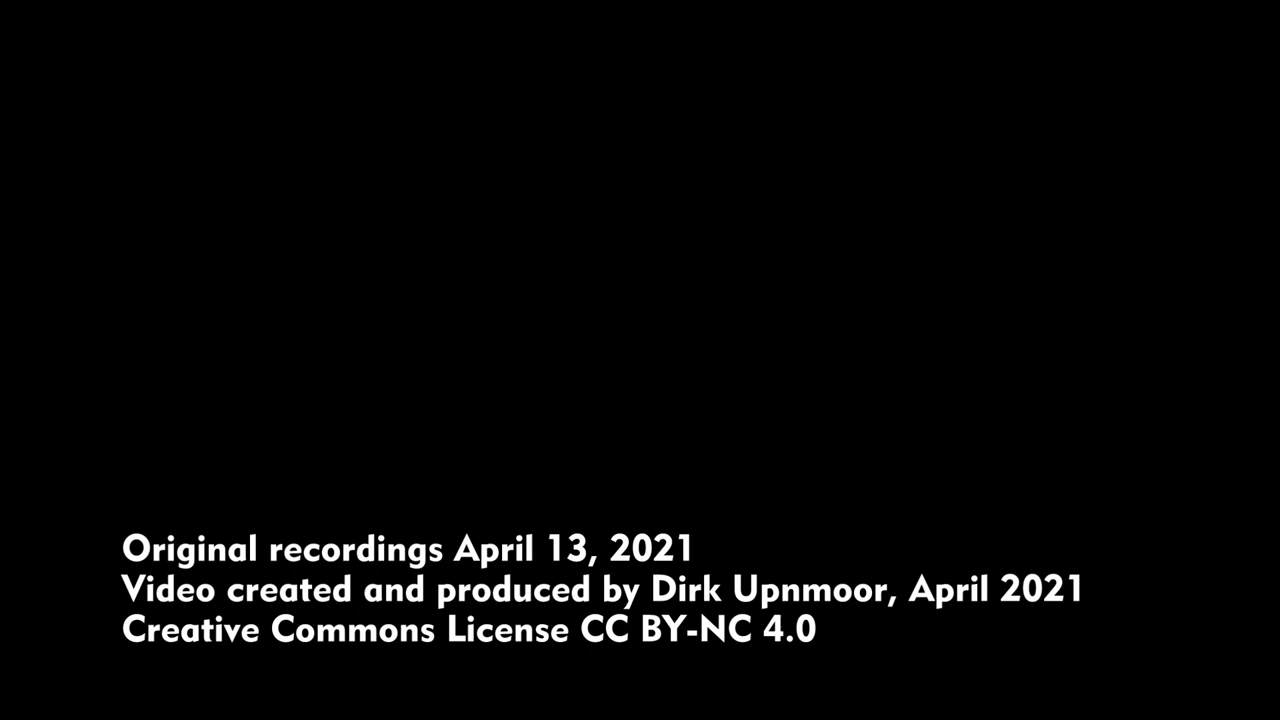 Original recordings April 13, 2021
Video created and produced by Dirk Upnmoor, April 2021
Creative Commons License CC BY-NC 4.0